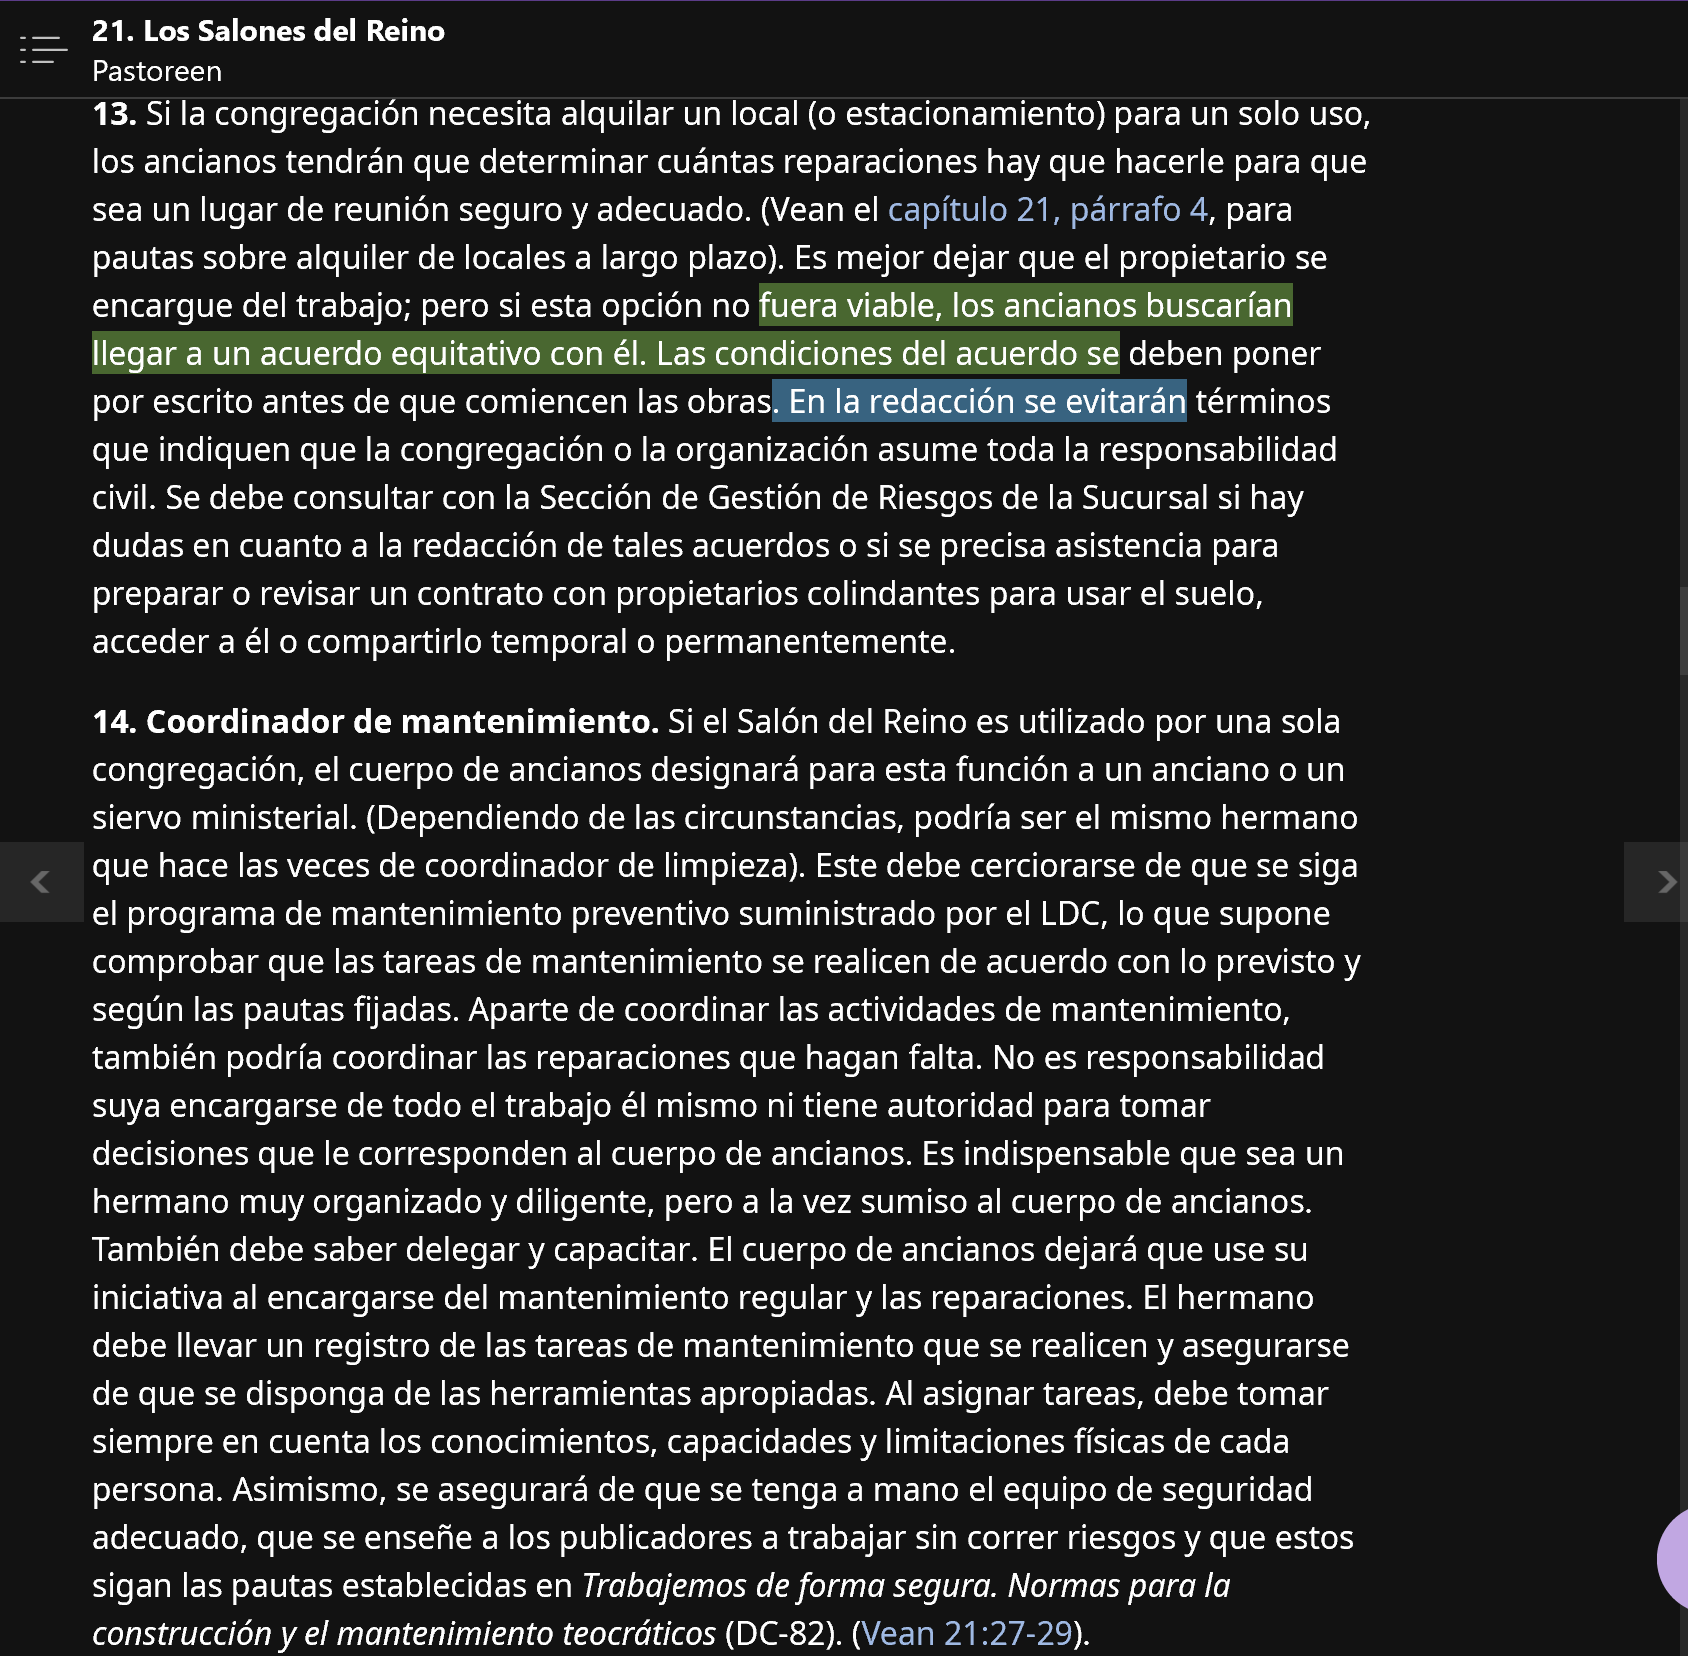 21. Los Salones del Reino
Pastoreen
13. Si la congregación necesita alquilar un local (o estacionamiento) para un solo uso,
los ancianos tendrán que determinar cuántas reparaciones hay que hacerle para que
sea un lugar de reunión seguro y adecuado. (Vean el capítulo 21, párrafo 4, para
pautas sobre alquiler de locales a largo plazo). Es mejor dejar que el propietario se
encargue del trabajo; pero si esta opción no fuera viable, los ancianos buscarían
llegar a un acuerdo equitativo con él. Las condiciones del acuerdo se deben poner
por escrito antes de que comiencen las obras. En la redacción se evitarán términos
que indiquen que la congregación o la organización asume toda la responsabilidad
civil. Se debe consultar con la Sección de Gestión de Riesgos de la Sucursal si hay
dudas en cuanto a la redacción de tales acuerdos o si se precisa asistencia para
preparar o revisar un contrato con propietarios colindantes para usar el suelo,
acceder a él o compartirlo temporal o permanentemente.
14. Coordinador de mantenimiento. Si el Salón del Reino es utilizado por una sola
congregación, el cuerpo de ancianos designará para esta función a un anciano o un
siervo ministerial. (Dependiendo de las circunstancias, podría ser el mismo hermano
que hace las veces de coordinador de limpieza). Este debe cerciorarse de que se siga
el programa de mantenimiento preventivo suministrado por el LDC, lo que supone
comprobar que las tareas de mantenimiento se realicen de acuerdo con lo previsto y
según las pautas fijadas. Aparte de coordinar las actividades de mantenimiento,
también podría coordinar las reparaciones que hagan falta. No es responsabilidad
suya encargarse de todo el trabajo él mismo ni tiene autoridad para tomar
decisiones que le corresponden al cuerpo de ancianos. Es indispensable que sea un
hermano muy organizado y diligente, pero a la vez sumiso al cuerpo de ancianos.
También debe saber delegar y capacitar. El cuerpo de ancianos dejará que use su
iniciativa al encargarse del mantenimiento regular y las reparaciones. El hermano
debe llevar un registro de las tareas de mantenimiento que se realicen y asegurarse
de que se disponga de las herramientas apropiadas. Al asignar tareas, debe tomar
siempre en cuenta los conocimientos, capacidades y limitaciones físicas de cada
persona. Asimismo, se asegurará de que se tenga a mano el equipo de seguridad
adecuado, que se enseñe a los publicadores a trabajar sin correr riesgos y que estos
sigan las pautas establecidas en Trabajemos de forma segura. Normas para la
construcción y el mantenimiento teocráticos (DC-82). (Vean 21:27-29).